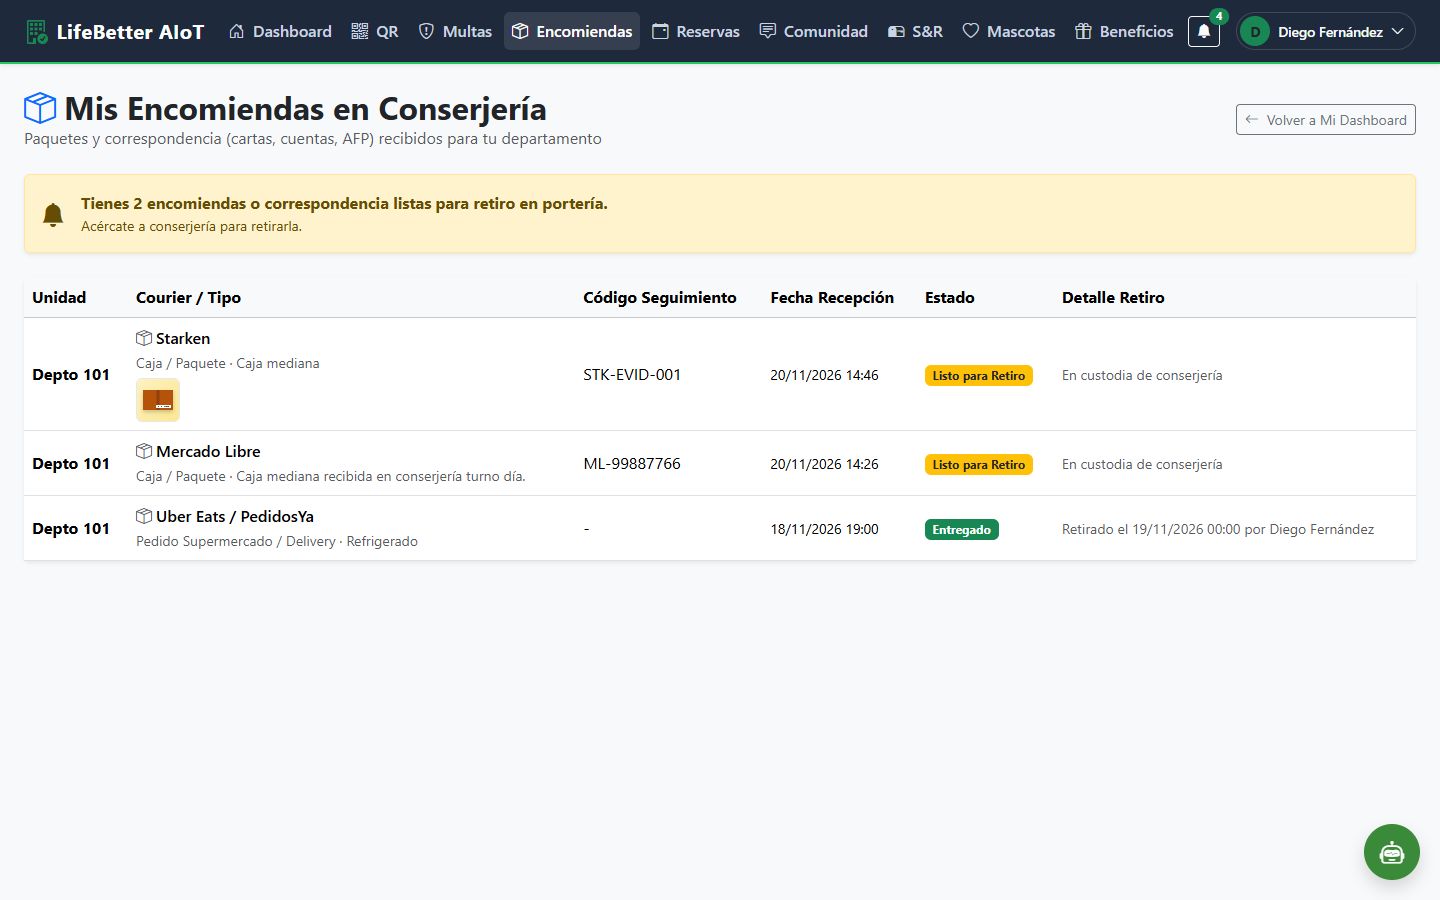 LifeBetter AIoT
Dashboard
QR
Multas
Encomiendas
Reservas
Comunidad
S&R
Mascotas
Beneficios
4
D
Diego Fernández
Mis Encomiendas en Conserjería
Paquetes y correspondencia (cartas, cuentas, AFP) recibidos para tu departamento
Volver a Mi Dashboard
Tienes 2 encomiendas o correspondencia listas para retiro en portería.
Acércate a conserjería para retirarla.
Unidad Courier / Tipo Código Seguimiento Fecha Recepción Estado Detalle Retiro
Starken
Caja / Paquete · Caja mediana
Depto 101 STK-EVID-001 20/11/2026 14:46 Listo para Retiro En custodia de conserjería
Mercado Libre
Depto 101 ML-99887766 20/11/2026 14:26 Listo para Retiro En custodia de conserjería
Caja / Paquete · Caja mediana recibida en conserjería turno día.
Uber Eats / PedidosYa
Depto 101 - 18/11/2026 19:00 Entregado Retirado el 19/11/2026 00:00 por Diego Fernández
Pedido Supermercado / Delivery · Refrigerado